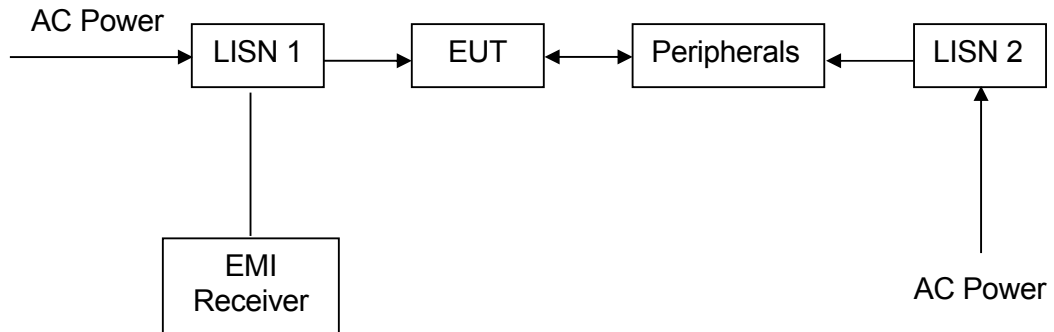 AC Power
LISN 1
EUT
Peripherals
LISN 2
EMI
Receiver
AC Power